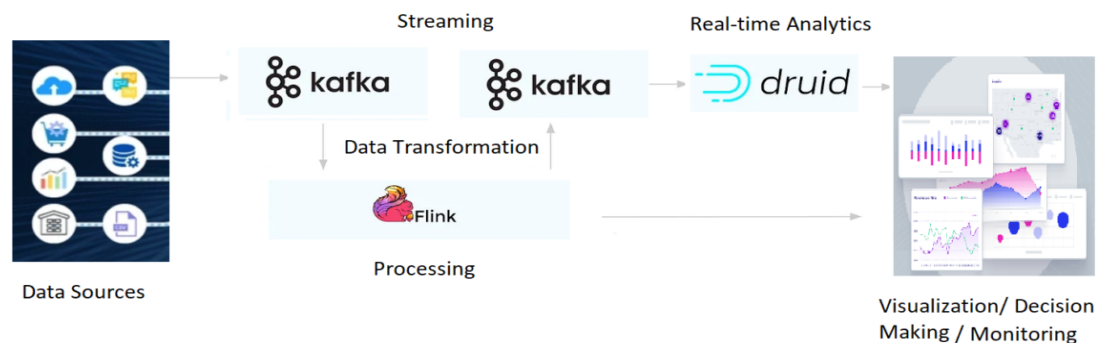 Streaming
Real-time Analytics
kafka
kafka
druid
Data Transformation
Flink
Processing
Data Sources
Visualization/ Decision
Making / Monitoring